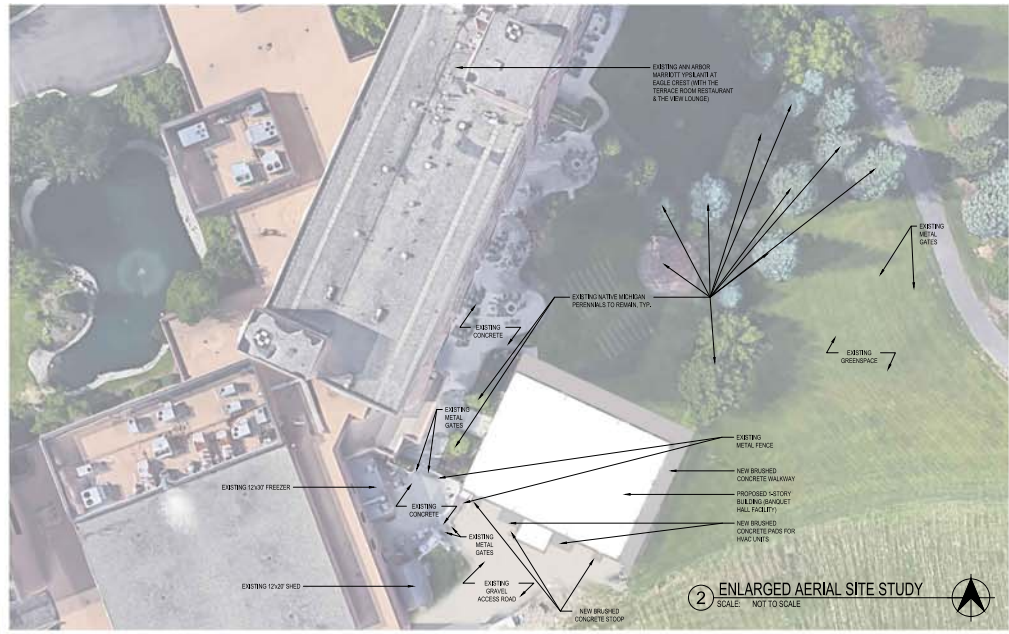 EXISTING ANN ARBOR
MARRIOTT YPSILANTI AT
EAGLE CREST (WITH THE
TERRACE ROOM RESTAURANT
& THE VIEW LOUNGE)
EXISTING
METAL
GATES
EXISTING NATIVE MICHIGAN
PERENNIALS TO REMAIN, TYP.
EXISTING
CONCRETE
EXISTING
GREENSPACE
EXISTING
METAL
GATES
EXISTING
METAL FENCE
NEW BRUSHED
CONCRETE WALKWAY
EXISTING 12'x30' FREEZER
PROPOSED 1-STORY
BUILDING (BANQUET
HALL FACILITY)
EXISTING
CONCRETE
NEW BRUSHED
CONCRETE PADS FOR
HVAC UNITS
EXISTING
METAL
GATES
EXISTING 12'x20' SHED
EXISTING
GRAVEL
ACCESS ROAD
NEW BRUSHED
CONCRETE STOOP
2 ENLARGED AERIAL SITE STUDY
SCALE: NOT TO SCALE